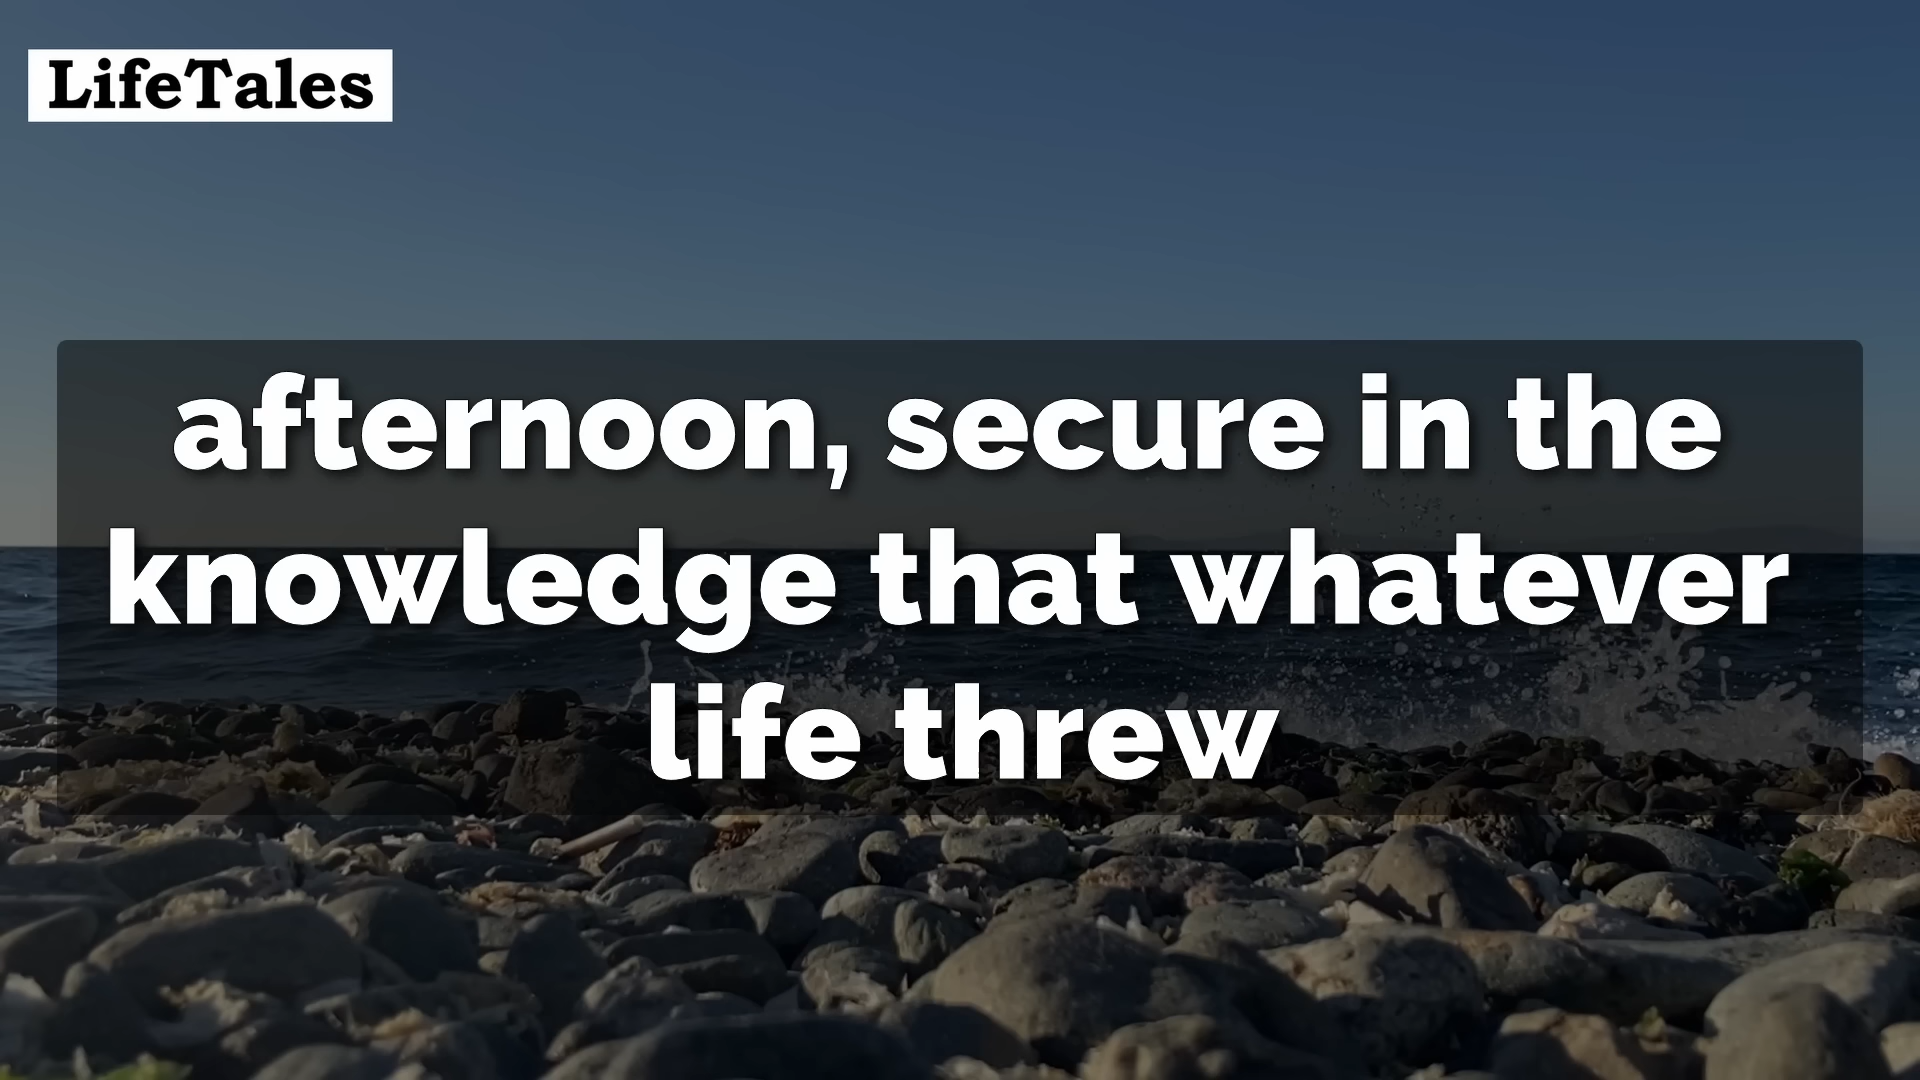 LifeTales
afternoon, secure in the
knowledge that whatever
life threw